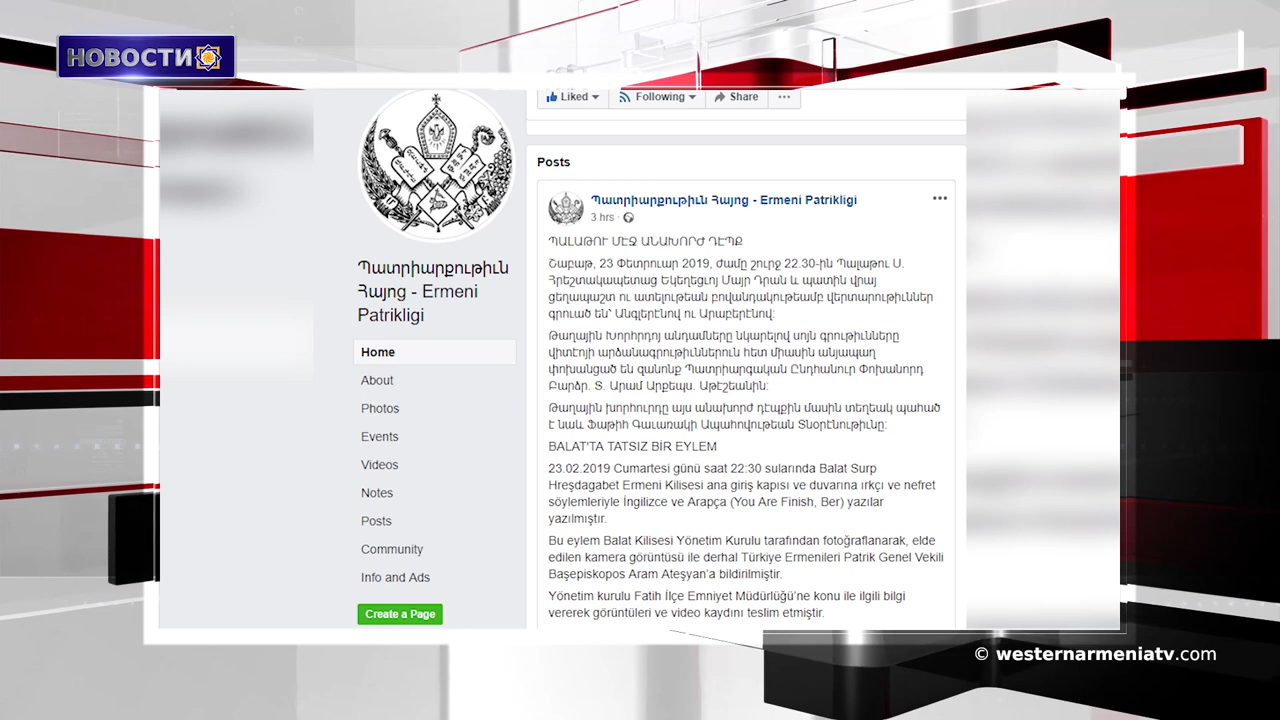 НОВОСТИ
Liked
Following
Share
Posts
Պատրիարքութիւն Հայոց - Ermeni Patrikligi
3 hrs ·
ՊԱԼԱԹՈՒ ՄԷՋ ԱՆԱԽՈՐԺ ԴԷՊՔ
Շաբաթ, 23 Փետրուար 2019, ժամը շուրջ 22.30-ին Պալաթու Ս.
Հրեշտակապետաց Եկեղեցւոյ Մայր Դրան և պատին վրայ
ցեղապաշտ ու ատելութեան բովանդակութեամբ վերտարութիւններ
գրուած են՝ Անգլերէնով ու Արաբերէնով:
Թաղային Խորհրդոյ անդամները նկարելով սոյն գրութիւնները
վիտէոյի արձանագրութիւններուն հետ միասին անյապաղ
փոխանցած են զանոնք Պատրիարգական Ընդհանուր Փոխանորդ
Բարձր. Տ. Արամ Արքեպս. Աթէշեանին:
Թաղային խորհուրդը այս անախորժ դէպքին մասին տեղեակ պահած
է նաև Ֆաթիհ Գաւառակի Ապահովութեան Տնօրէնութիւնը:
BALAT'TA TATSIZ BİR EYLEM
23.02.2019 Cumartesi günü saat 22:30 sularında Balat Surp
Hreşdagabet Ermeni Kilisesi ana giriş kapısı ve duvarına ırkçı ve nefret
söylemleriyle İngilizce ve Arapça (You Are Finish, Ber) yazılar
yazılmıştır.
Bu eylem Balat Kilisesi Yönetim Kurulu tarafından fotoğraflanarak, elde
edilen kamera görüntüsü ile derhal Türkiye Ermenileri Patrik Genel Vekili
Başepiskopos Aram Ateşyan'a bildirilmiştir.
Yönetim kurulu Fatih İlçe Emniyet Müdürlüğü'ne konu ile ilgili bilgi
vererek görüntüleri ve video kaydını teslim etmiştir.
Պատրիարքութիւն
Հայոց - Ermeni
Patrikligi
Home
About
Photos
Events
Videos
Notes
Posts
Community
Info and Ads
Create a Page
© westernarmeniatv.com